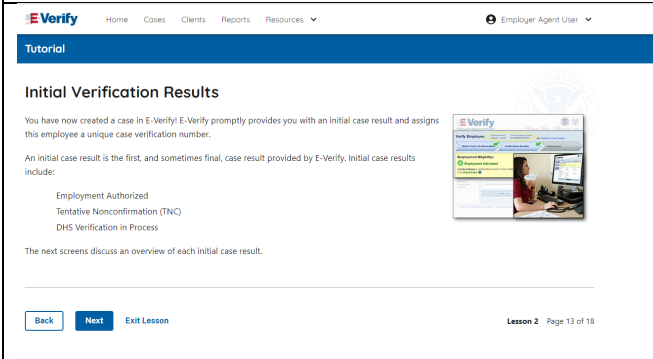 E-Verify Home Cases Clients Reports Resources Employer Agent User
Tutorial
Initial Verification Results
You have now created a case in E-Verify! E-Verify promptly provides you with an initial case result and assigns
this employee a unique case verification number.
An initial case result is the first, and sometimes final, case result provided by E-Verify. Initial case results
include:
Employment Authorized
Tentative Nonconfirmation (TNC)
DHS Verification in Process
The next screens discuss an overview of each initial case result.
E-Verify
Verify Employee
Verification Results
Employment Eligibility:
Employment Authorized
Back Next Exit Lesson Lesson 2 Page 13 of 18